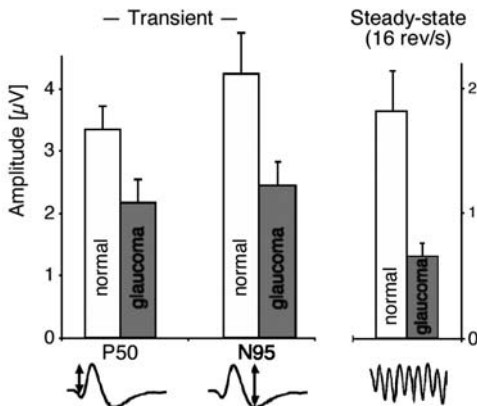 — Transient —
Steady-state
(16 rev/s)
Amplitude [µV]
4
3
2
1
0
2
1
0
normal
glaucoma
normal
glaucoma
normal
glaucoma
P50
N95